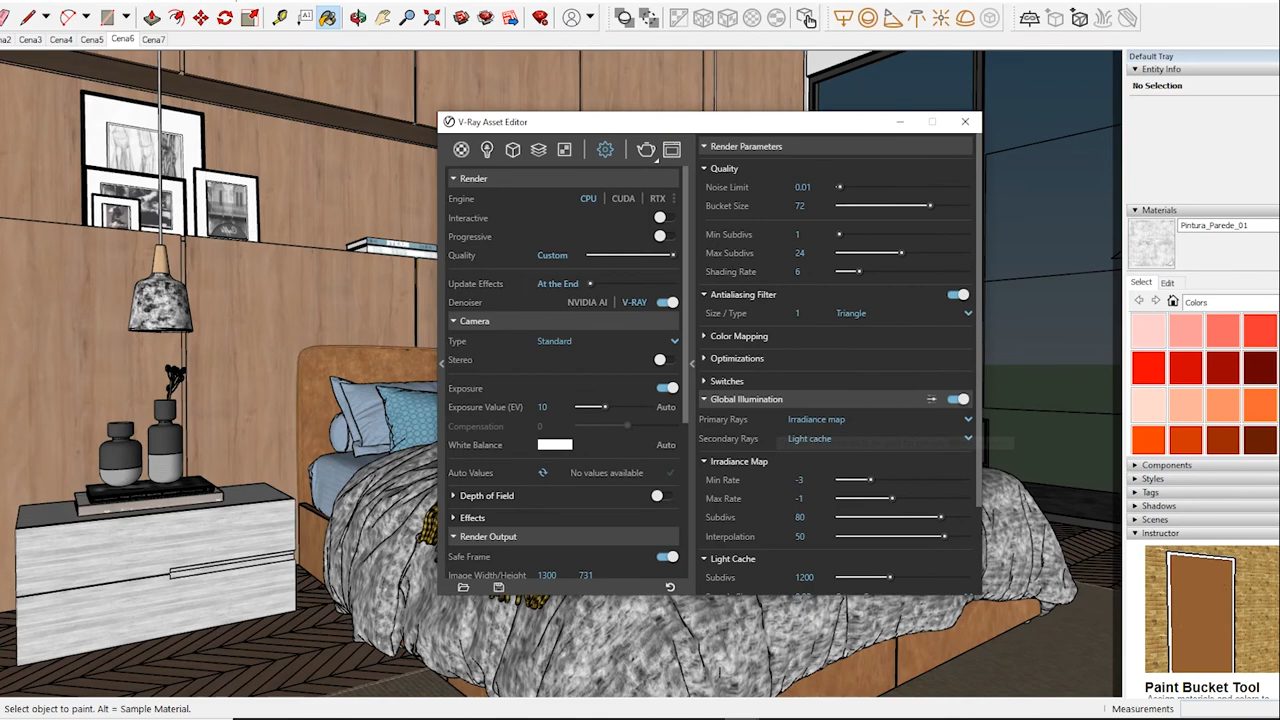 A1
a2 Cena3 Cena4 Cena5 Cena6 Cena7
V-Ray Asset Editor
Render
Engine CPU CUDA RTX
Interactive
Progressive
Quality Custom
Update Effects At the End
Denoiser NVIDIA AI V-RAY
Camera
Type Standard
Stereo
Exposure
Exposure Value (EV) 10 Auto
Compensation 0
White Balance Auto
Auto Values No values available
Depth of Field
Effects
Render Output
Safe Frame
Image Width/Height 1300 731
Render Parameters
Quality
Noise Limit 0.01
Bucket Size 72
Min Subdivs 1
Max Subdivs 24
Shading Rate 6
Antialiasing Filter
Size / Type 1 Triangle
Color Mapping
Optimizations
Switches
Global Illumination
Primary Rays Irradiance map
Secondary Rays Light cache
Irradiance Map
Min Rate -3
Max Rate -1
Subdivs 80
Interpolation 50
Light Cache
Subdivs 1200
Default Tray
Entity Info
No Selection
Materials
Pintura_Parede_01
Select Edit
Colors
Components
Styles
Tags
Shadows
Scenes
Instructor
Paint Bucket Tool
Select object to paint. Alt = Sample Material.
Measurements